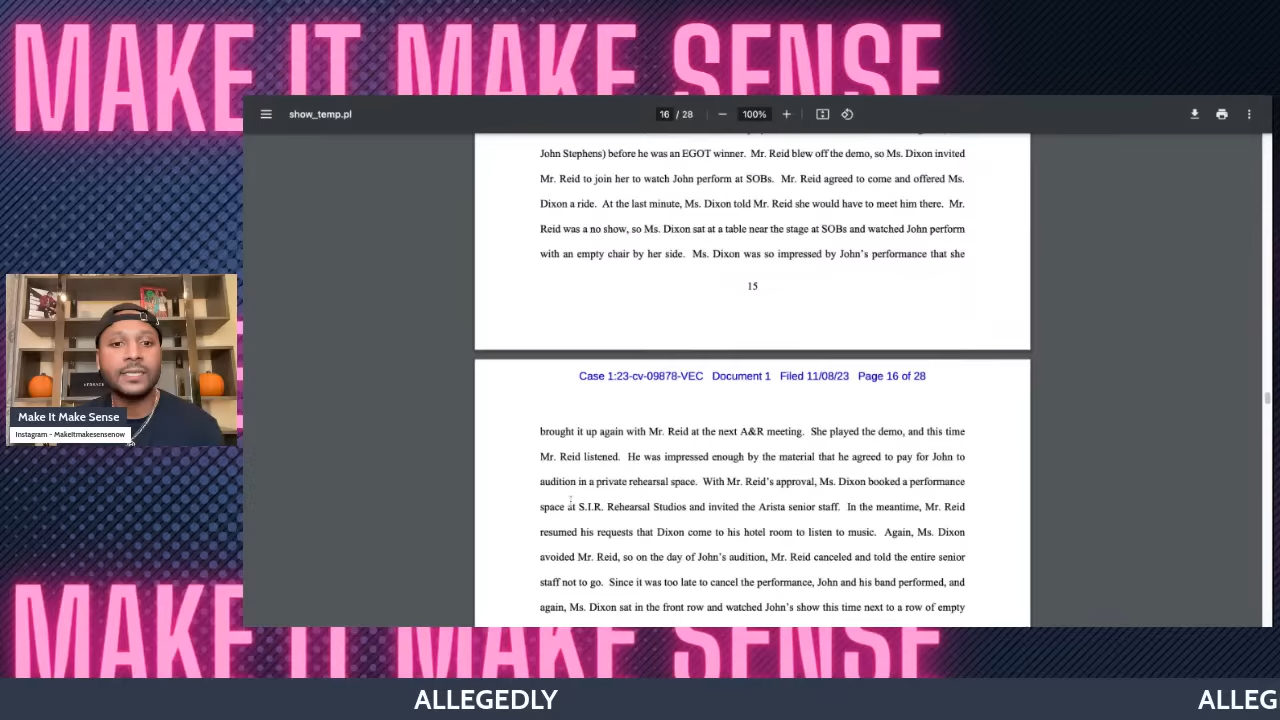 MAKE IT MAKE SENSE
show_temp.pl
16 / 28
100%
John Stephens) before he was an EGOT winner. Mr. Reid blew off the demo, so Ms. Dixon invited
Mr. Reid to join her to watch John perform at SOBs. Mr. Reid agreed to come and offered Ms.
Dixon a ride. At the last minute, Ms. Dixon told Mr. Reid she would have to meet him there. Mr.
Reid was a no show, so Ms. Dixon sat at a table near the stage at SOBs and watched John perform
with an empty chair by her side. Ms. Dixon was so impressed by John's performance that she
15
Case 1:23-cv-09878-VEC Document 1 Filed 11/08/23 Page 16 of 28
brought it up again with Mr. Reid at the next A&R meeting. She played the demo, and this time
Mr. Reid listened. He was impressed enough by the material that he agreed to pay for John to
audition in a private rehearsal space. With Mr. Reid's approval, Ms. Dixon booked a performance
space at S.I.R. Rehearsal Studios and invited the Arista senior staff. In the meantime, Mr. Reid
resumed his requests that Dixon come to his hotel room to listen to music. Again, Ms. Dixon
avoided Mr. Reid, so on the day of John's audition, Mr. Reid canceled and told the entire senior
staff not to go. Since it was too late to cancel the performance, John and his band performed, and
again, Ms. Dixon sat in the front row and watched John's show this time next to a row of empty
Make It Make Sense
Instagram - MakeItmakesensenow
MAKE IT MAKE SENSE
ALLEGEDLY
ALLEG